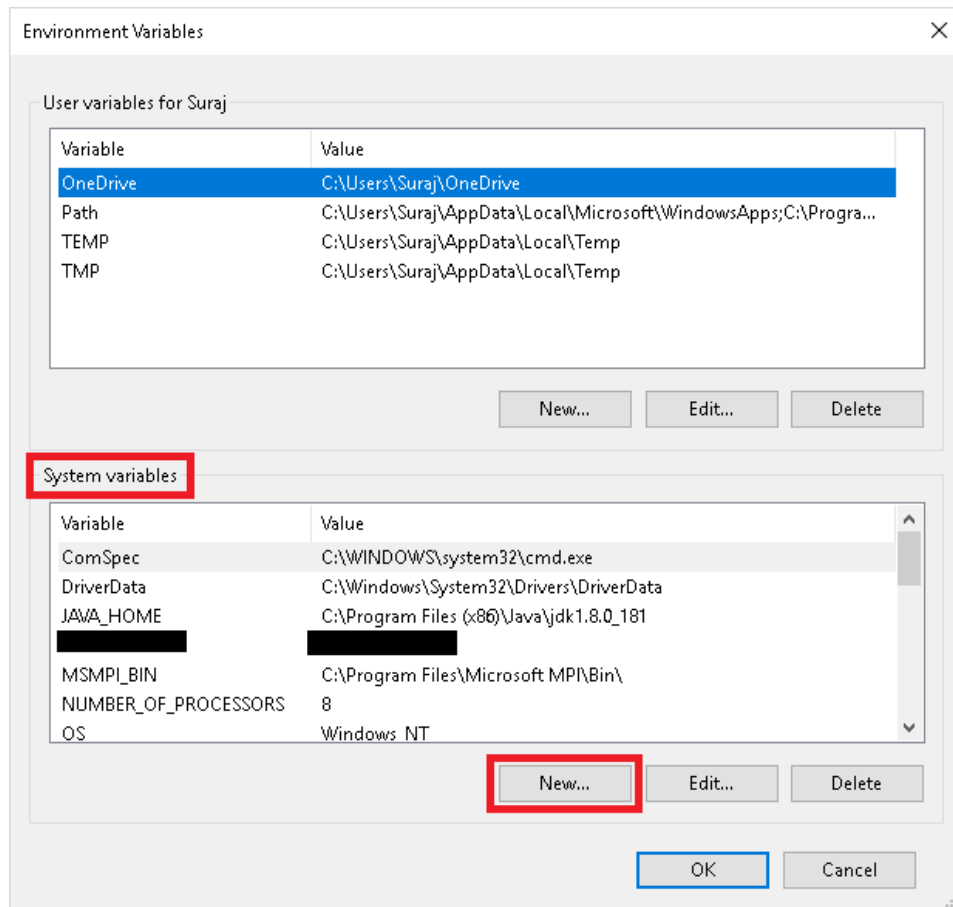 Environment Variables
User variables for Suraj
Variable Value
OneDrive C:\Users\Suraj\OneDrive
Path C:\Users\Suraj\AppData\Local\Microsoft\WindowsApps;C:\Progra...
TEMP C:\Users\Suraj\AppData\Local\Temp
TMP C:\Users\Suraj\AppData\Local\Temp
New... Edit... Delete
System variables
Variable Value
ComSpec C:\WINDOWS\system32\cmd.exe
DriverData C:\Windows\System32\Drivers\DriverData
JAVA_HOME C:\Program Files (x86)\Java\jdk1.8.0_181
MSMPI_BIN C:\Program Files\Microsoft MPI\Bin\
NUMBER_OF_PROCESSORS 8
OS Windows_NT
New... Edit... Delete
OK Cancel